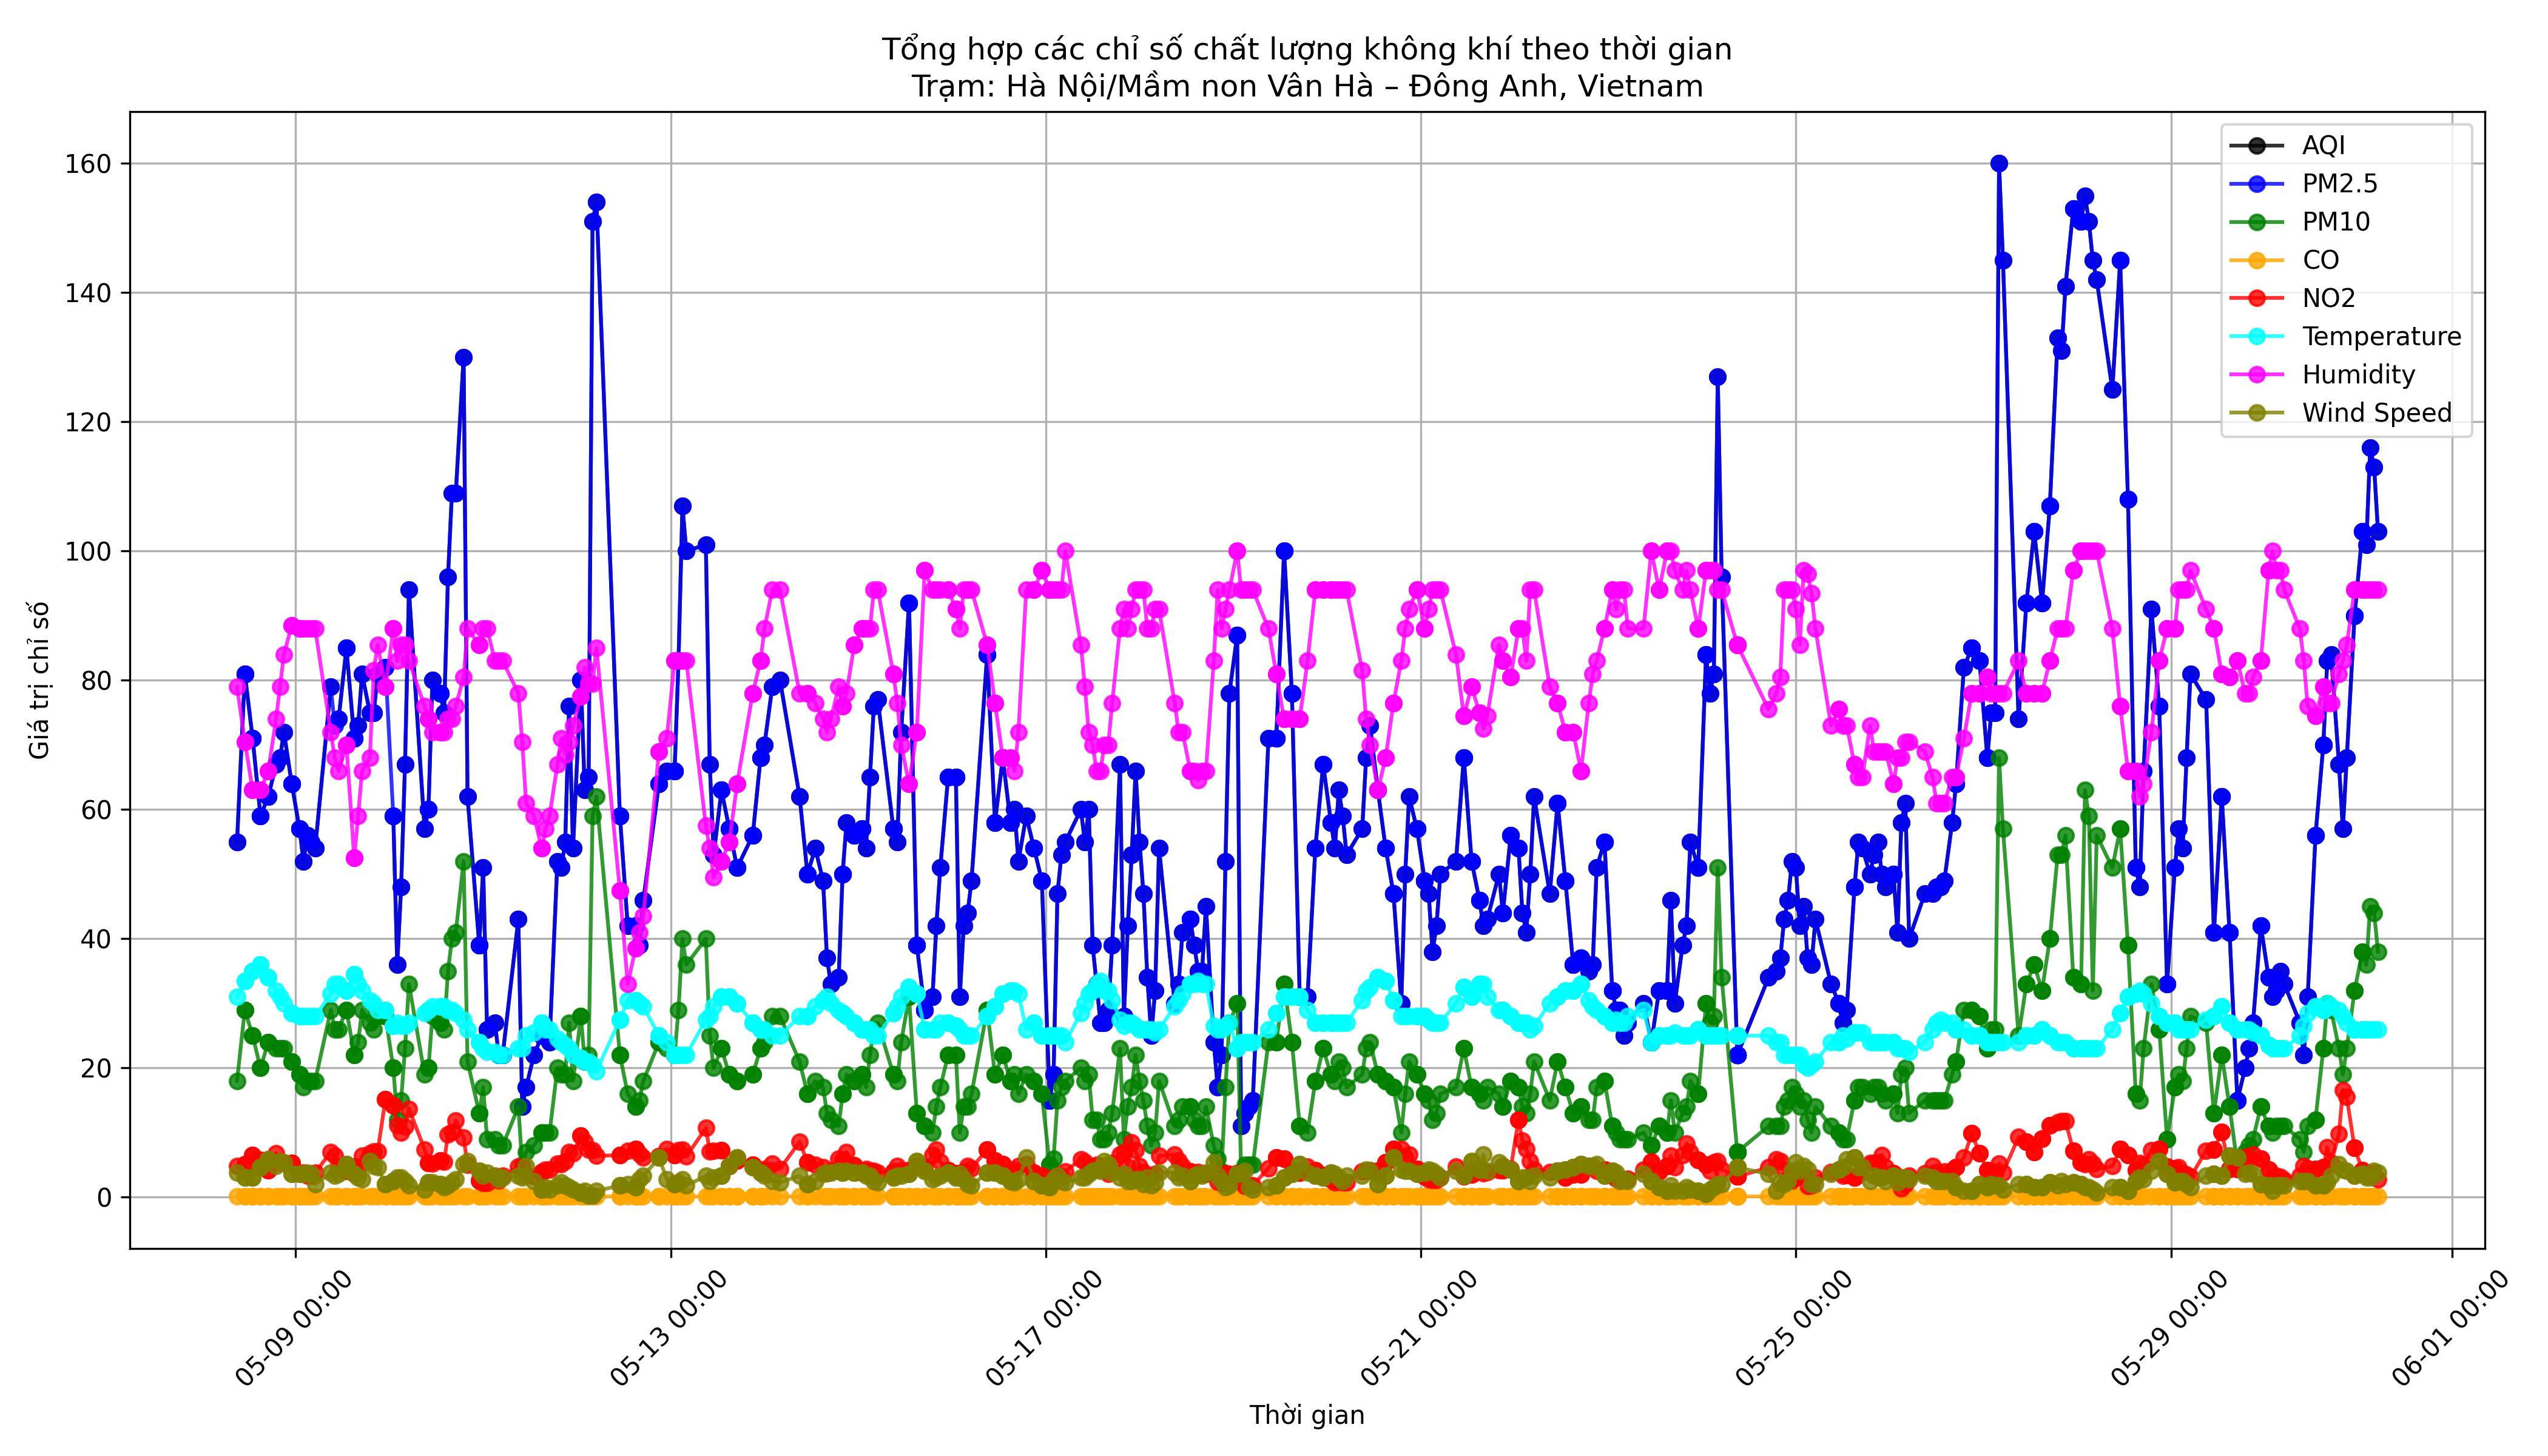 Tổng hợp các chỉ số chất lượng không khí theo thời gian
Trạm: Hà Nội/Mầm non Vân Hà – Đông Anh, Vietnam
Giá trị chỉ số
160
140
120
100
80
60
40
20
0
AQI
PM2.5
PM10
CO
NO2
Temperature
Humidity
Wind Speed
05-09 00:00
05-13 00:00
05-17 00:00
05-21 00:00
05-25 00:00
05-29 00:00
06-01 00:00
Thời gian